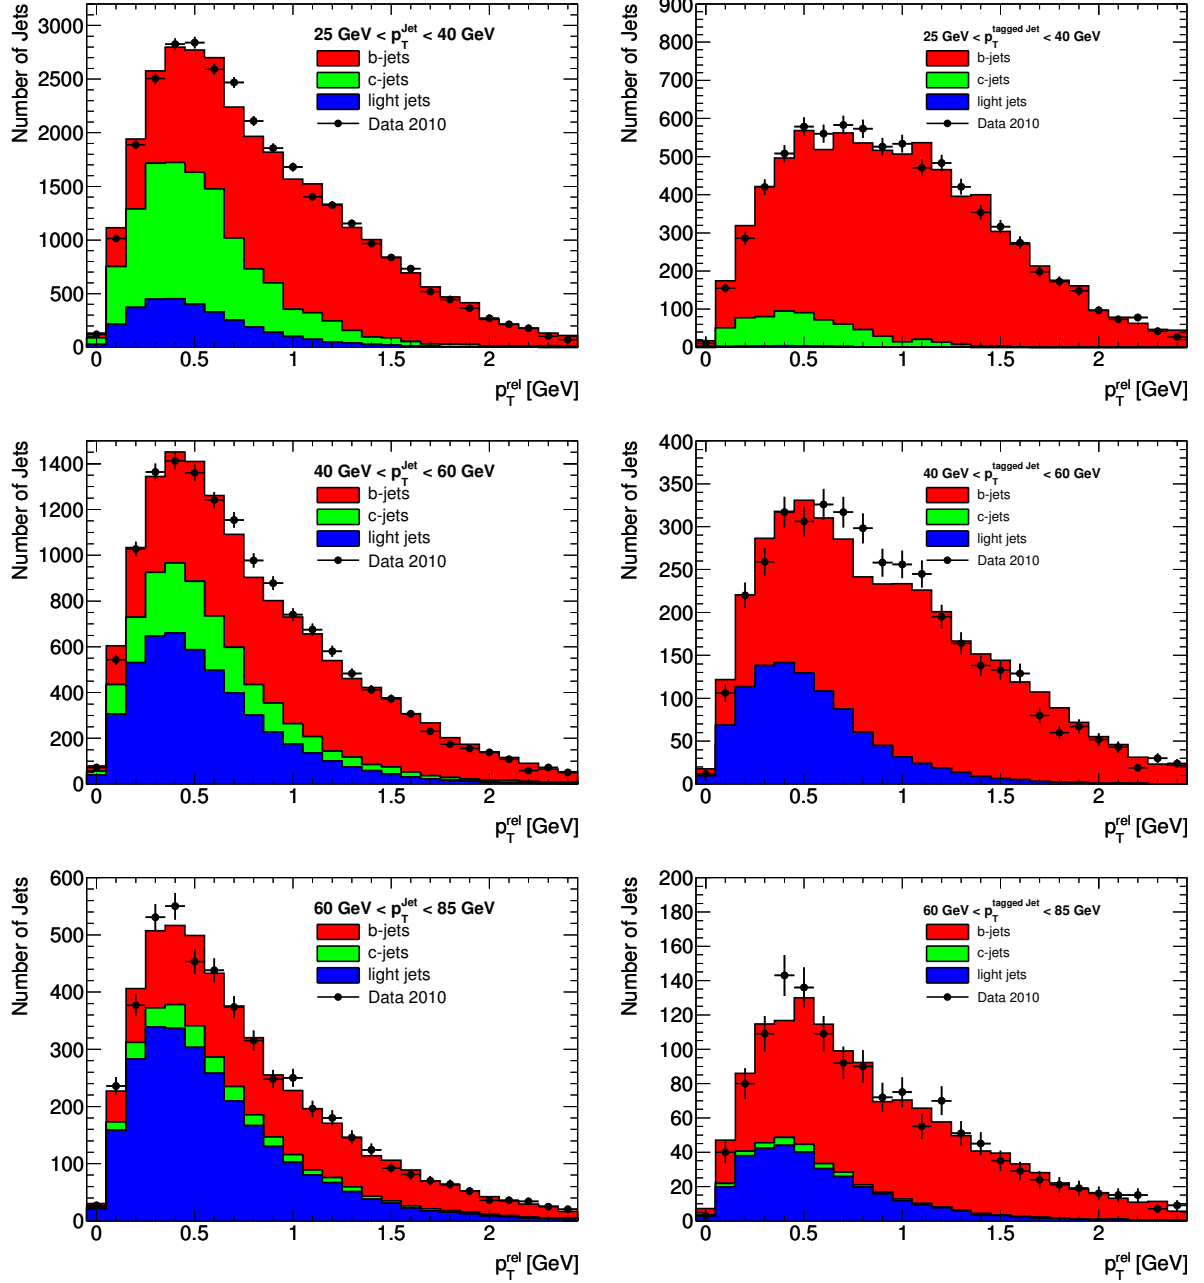 Number of Jets
3000
2500
2000
1500
1000
500
0
25 GeV < p_T^Jet < 40 GeV
b-jets
c-jets
light jets
Data 2010
0 0.5 1 1.5 2
p_T^rel [GeV]
Number of Jets
900
800
700
600
500
400
300
200
100
0
25 GeV < p_T^tagged Jet < 40 GeV
b-jets
c-jets
light jets
Data 2010
0 0.5 1 1.5 2
p_T^rel [GeV]
Number of Jets
1400
1200
1000
800
600
400
200
0
40 GeV < p_T^Jet < 60 GeV
b-jets
c-jets
light jets
Data 2010
0 0.5 1 1.5 2
p_T^rel [GeV]
Number of Jets
400
350
300
250
200
150
100
50
0
40 GeV < p_T^tagged Jet < 60 GeV
b-jets
c-jets
light jets
Data 2010
0 0.5 1 1.5 2
p_T^rel [GeV]
Number of Jets
600
500
400
300
200
100
0
60 GeV < p_T^Jet < 85 GeV
b-jets
c-jets
light jets
Data 2010
0 0.5 1 1.5 2
p_T^rel [GeV]
Number of Jets
200
180
160
140
120
100
80
60
40
20
0
60 GeV < p_T^tagged Jet < 85 GeV
b-jets
c-jets
light jets
Data 2010
0 0.5 1 1.5 2
p_T^rel [GeV]